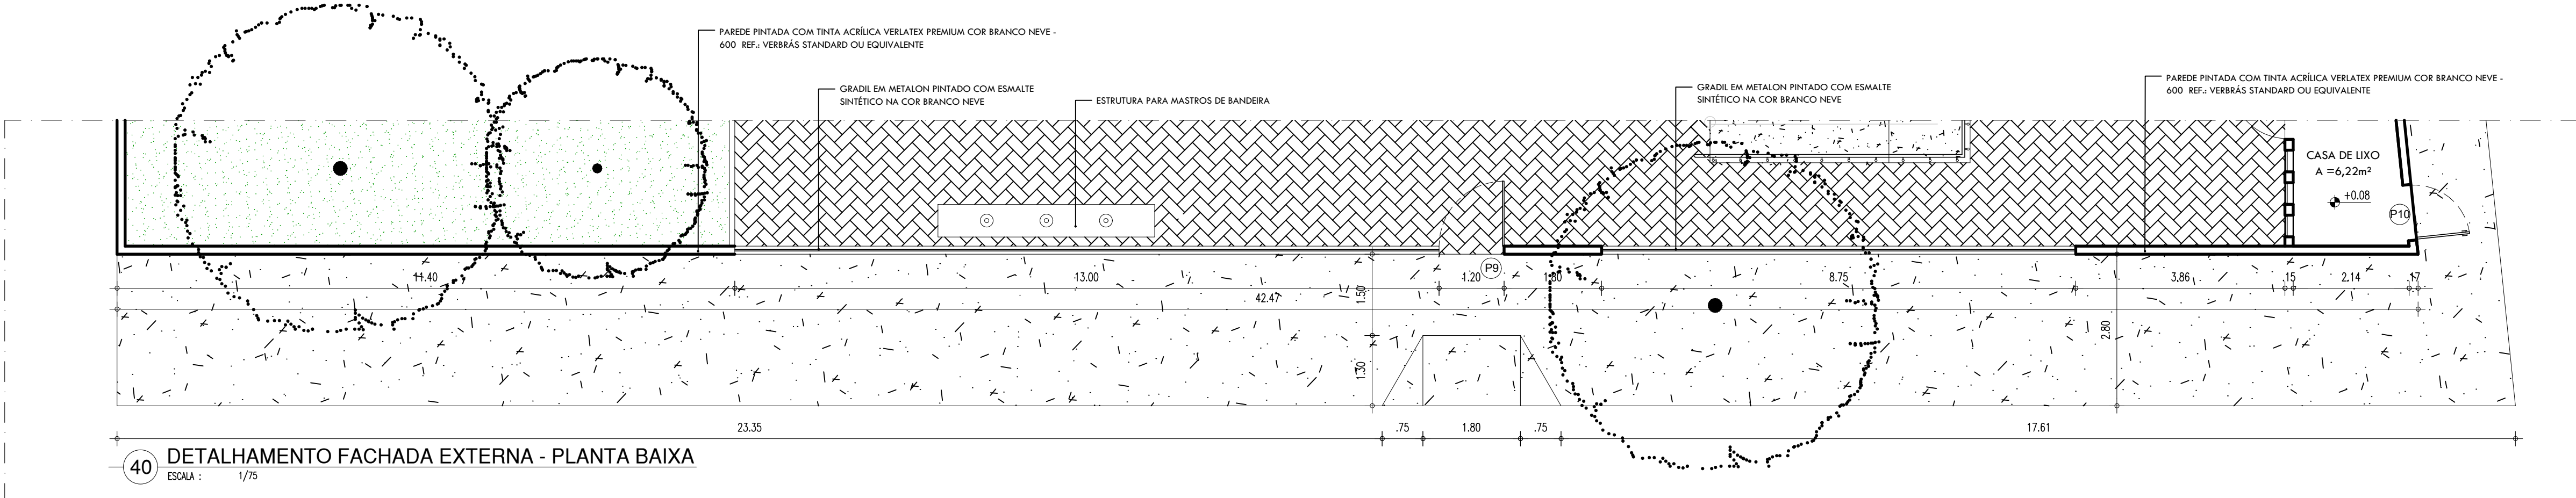 PAREDE PINTADA COM TINTA ACRÍLICA VERLATEX PREMIUM COR BRANCO NEVE -
600 REF.: VERBRÁS STANDARD OU EQUIVALENTE
GRADIL EM METALON PINTADO COM ESMALTE
SINTÉTICO NA COR BRANCO NEVE
ESTRUTURA PARA MASTROS DE BANDEIRA
GRADIL EM METALON PINTADO COM ESMALTE
SINTÉTICO NA COR BRANCO NEVE
PAREDE PINTADA COM TINTA ACRÍLICA VERLATEX PREMIUM COR BRANCO NEVE -
600 REF.: VERBRÁS STANDARD OU EQUIVALENTE
CASA DE LIXO
A =6,22m²
+0.08
P10
P9
11.40
13.00
1.20
1.80
8.75
3.86
.15
2.14
.17
42.47
1.50
1.30
2.80
23.35
.75
1.80
.75
17.61
40
DETALHAMENTO FACHADA EXTERNA - PLANTA BAIXA
ESCALA : 1/75